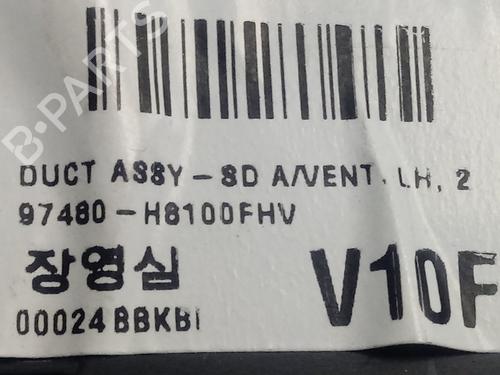 B-PARTS
DUCT ASSY-SD A/VENT, LH, 2
97480-H8100FHV
장영심
00024BBKBI
V10F